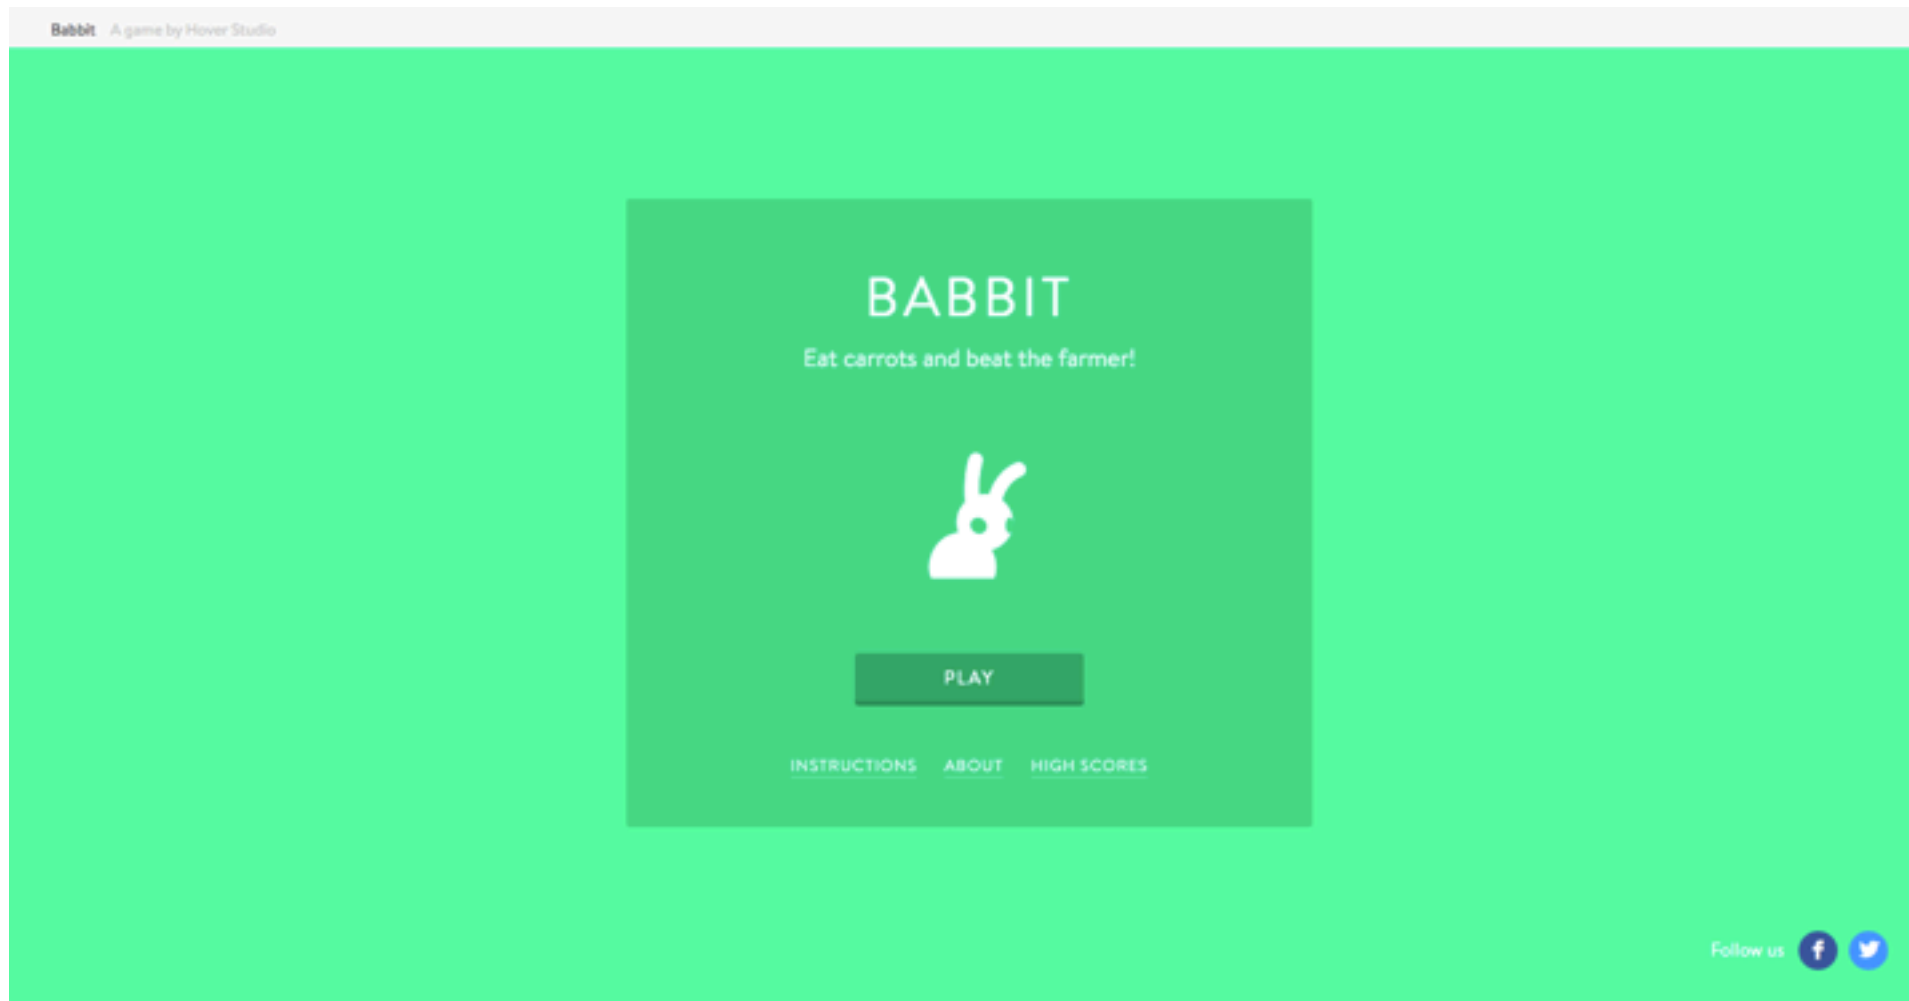 Babbit A game by Hover Studio
BABBIT
Eat carrots and beat the farmer!
PLAY
INSTRUCTIONS ABOUT HIGH SCORES
Follow us